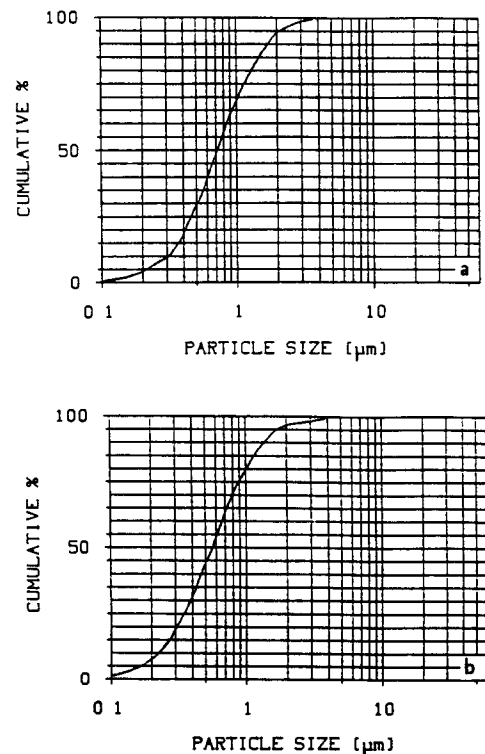 100
CUMULATIVE %
50
0
a
0 1 1 10
PARTICLE SIZE [µm]
100
CUMULATIVE %
50
0
b
0 1 1 10
PARTICLE SIZE [µm]